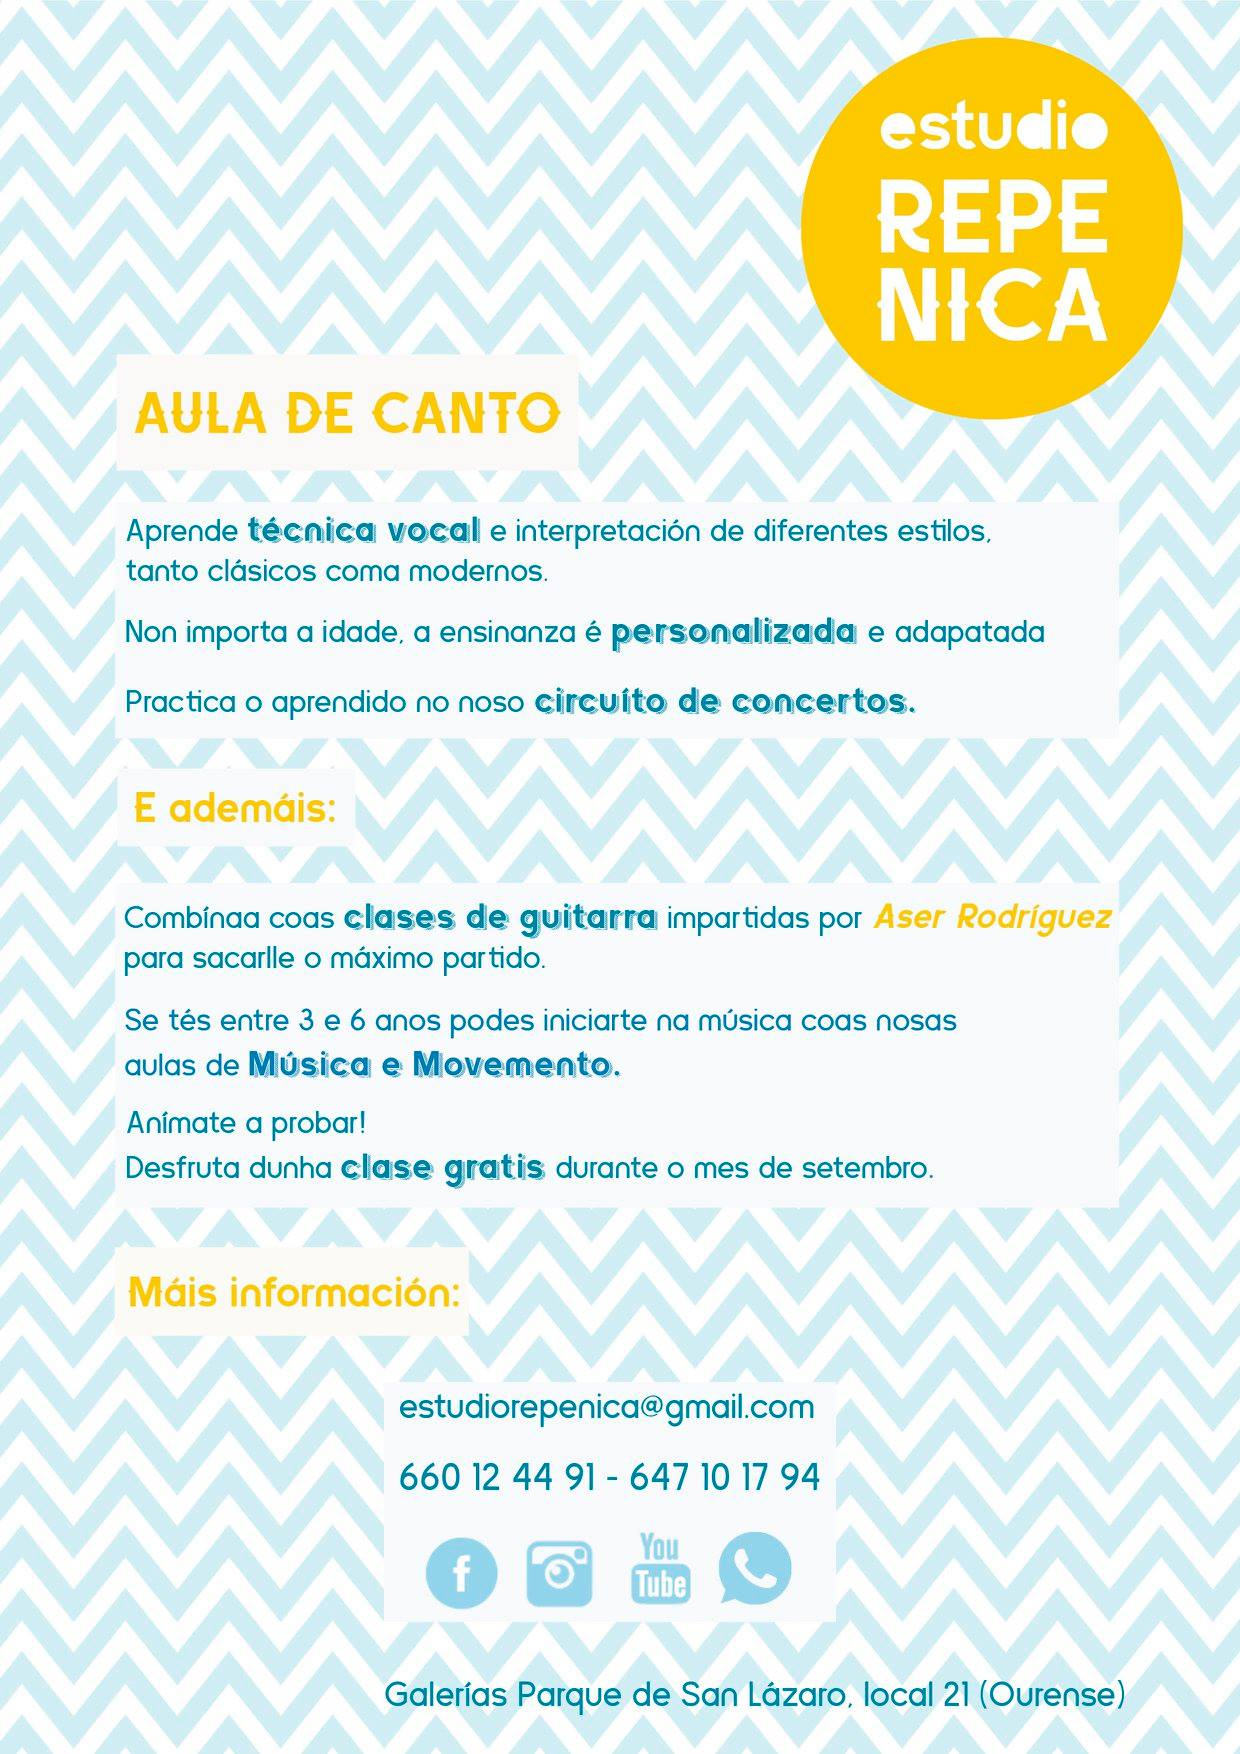 estudio
REPE
NICA
AULA DE CANTO
Aprende técnica vocal e interpretación de diferentes estilos,
tanto clásicos coma modernos.
Non importa a idade, a ensinanza é personalizada e adapatada
Practica o aprendido no noso circuíto de concertos.
E ademáis:
Combínaa coas clases de guitarra impartidas por Aser Rodríguez
para sacarlle o máximo partido.
Se tés entre 3 e 6 anos podes iniciarte na música coas nosas
aulas de Música e Movemento.
Anímate a probar!
Desfruta dunha clase gratis durante o mes de setembro.
Máis información:
estudiorepenica@gmail.com
660 12 44 91 - 647 10 17 94
f
You
Tube
Galerías Parque de San Lázaro, local 21 (Ourense)